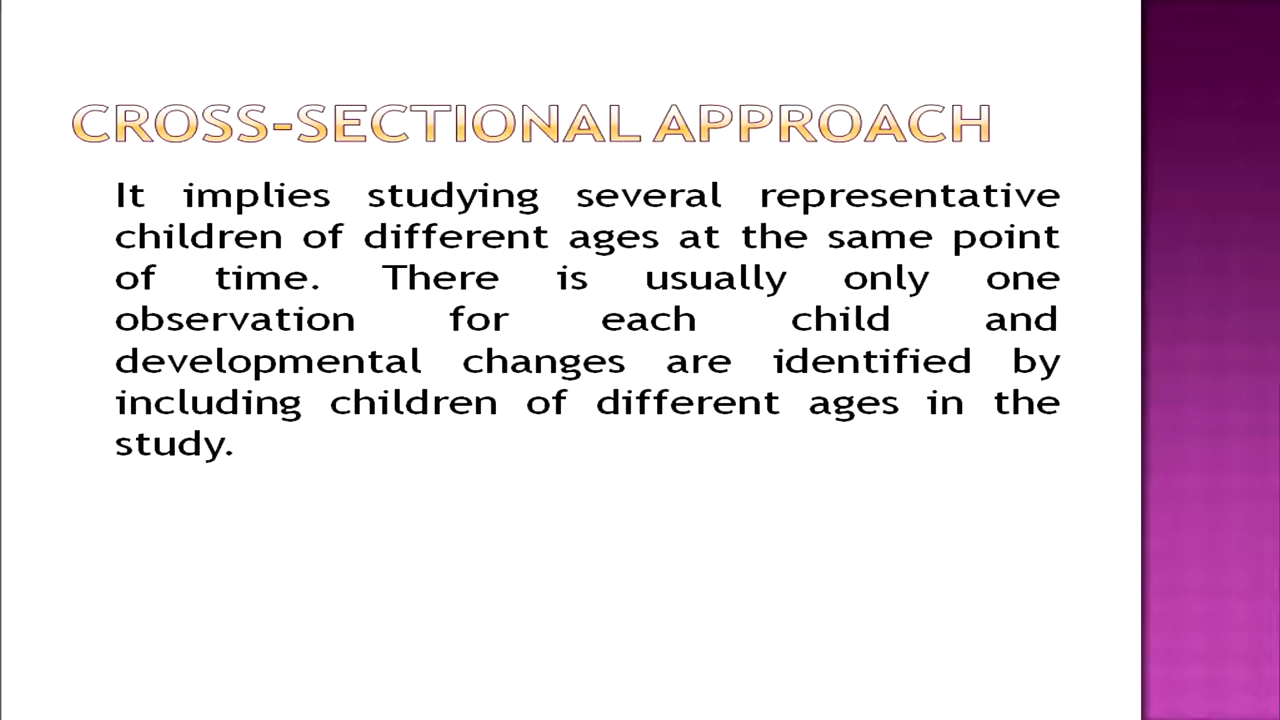 CROSS-SECTIONAL APPROACH
It implies studying several representative
children of different ages at the same point
of time. There is usually only one
observation for each child and
developmental changes are identified by
including children of different ages in the
study.